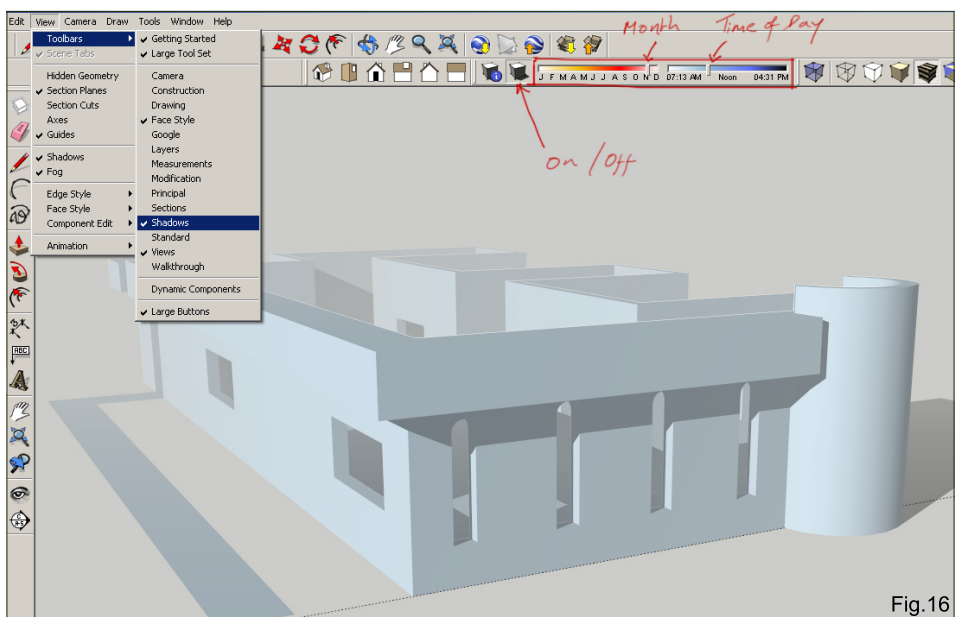 Edit View Camera Draw Tools Window Help
Month Time of Day
Toolbars
Scene Tabs
Hidden Geometry
Section Planes
Section Cuts
Axes
Guides
Shadows
Fog
Edge Style
Face Style
Component Edit
Animation
Getting Started
Large Tool Set
Camera
Construction
Drawing
Face Style
Google
Layers
Measurements
Modification
Principal
Sections
Shadows
Standard
Views
Walkthrough
Dynamic Components
Large Buttons
J F M A M J J A S O N D 07:13 AM Noon 04:31 PM
on / off
ABC
Fig.16